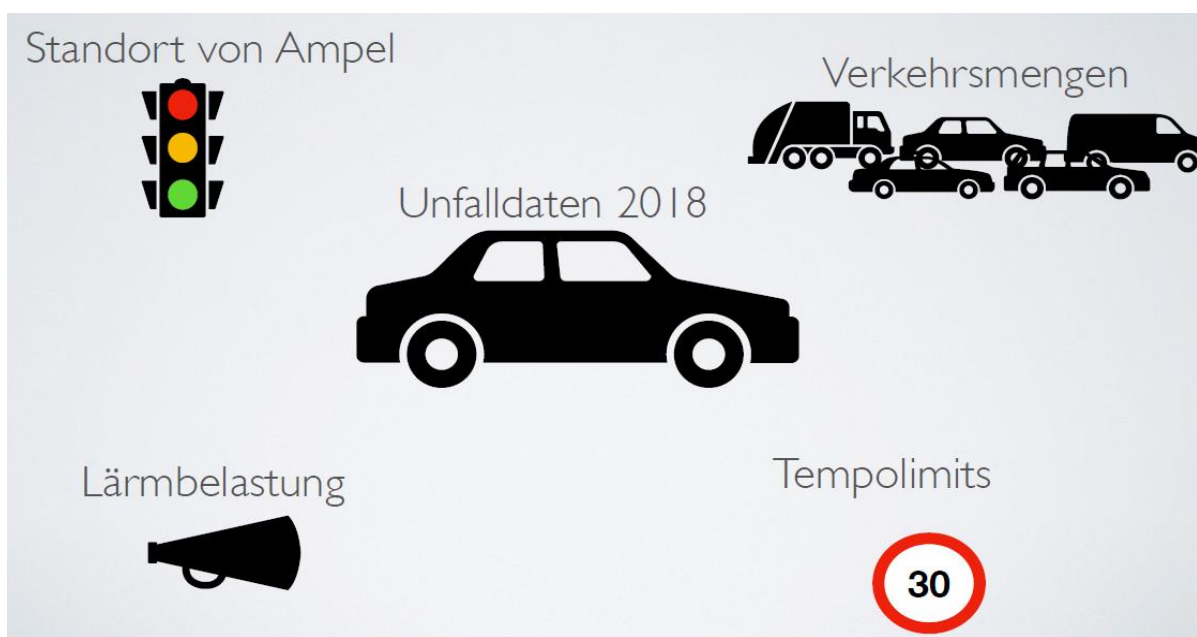 Standort von Ampel
Verkehrsmengen
Unfalldaten 2018
Lärmbelastung
Tempolimits
30